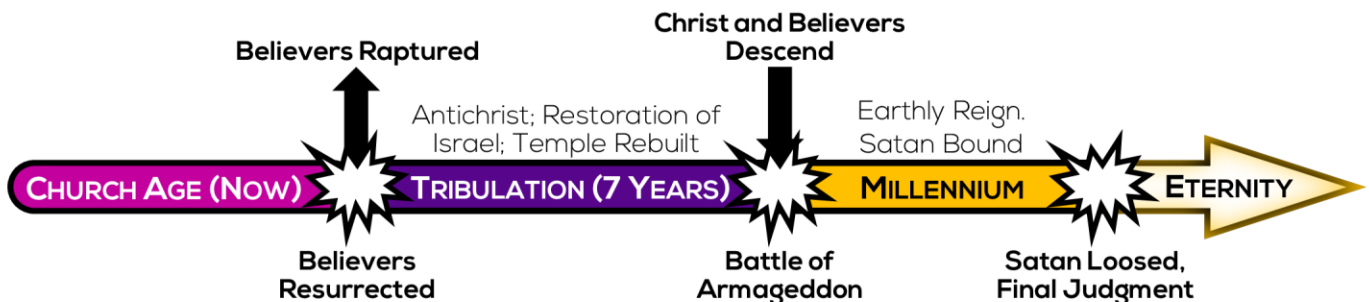 Christ and Believers
Descend
Believers Raptured
Antichrist; Restoration of
Israel; Temple Rebuilt
Earthly Reign.
Satan Bound
CHURCH AGE (NOW)
TRIBULATION (7 YEARS)
MILLENNIUM
ETERNITY
Believers
Resurrected
Battle of
Armageddon
Satan Loosed,
Final Judgment